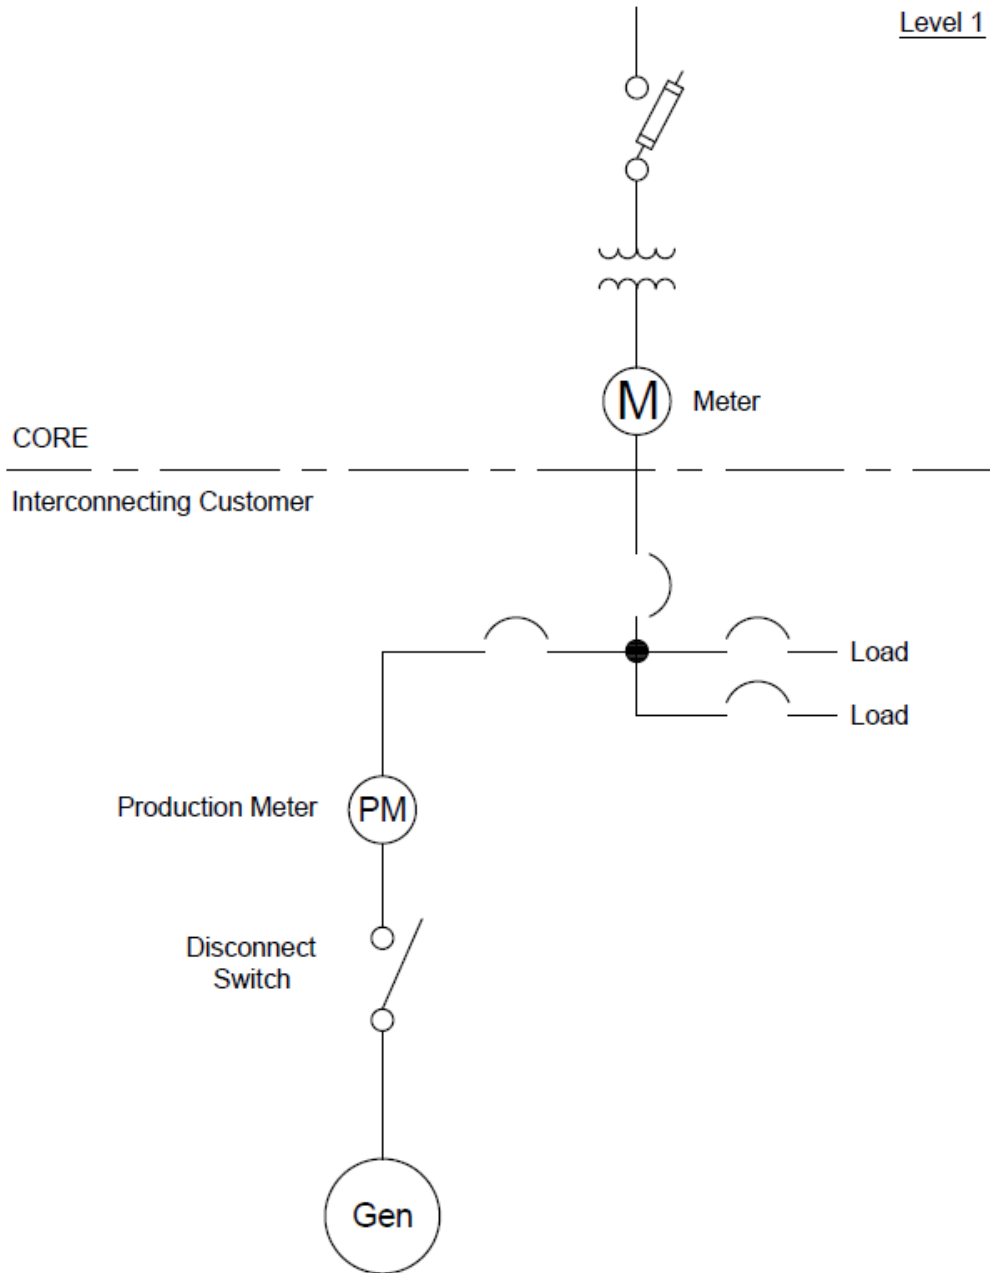 Level 1
M
Meter
CORE
Interconnecting Customer
Load
Load
Production Meter
PM
Disconnect
Switch
Gen